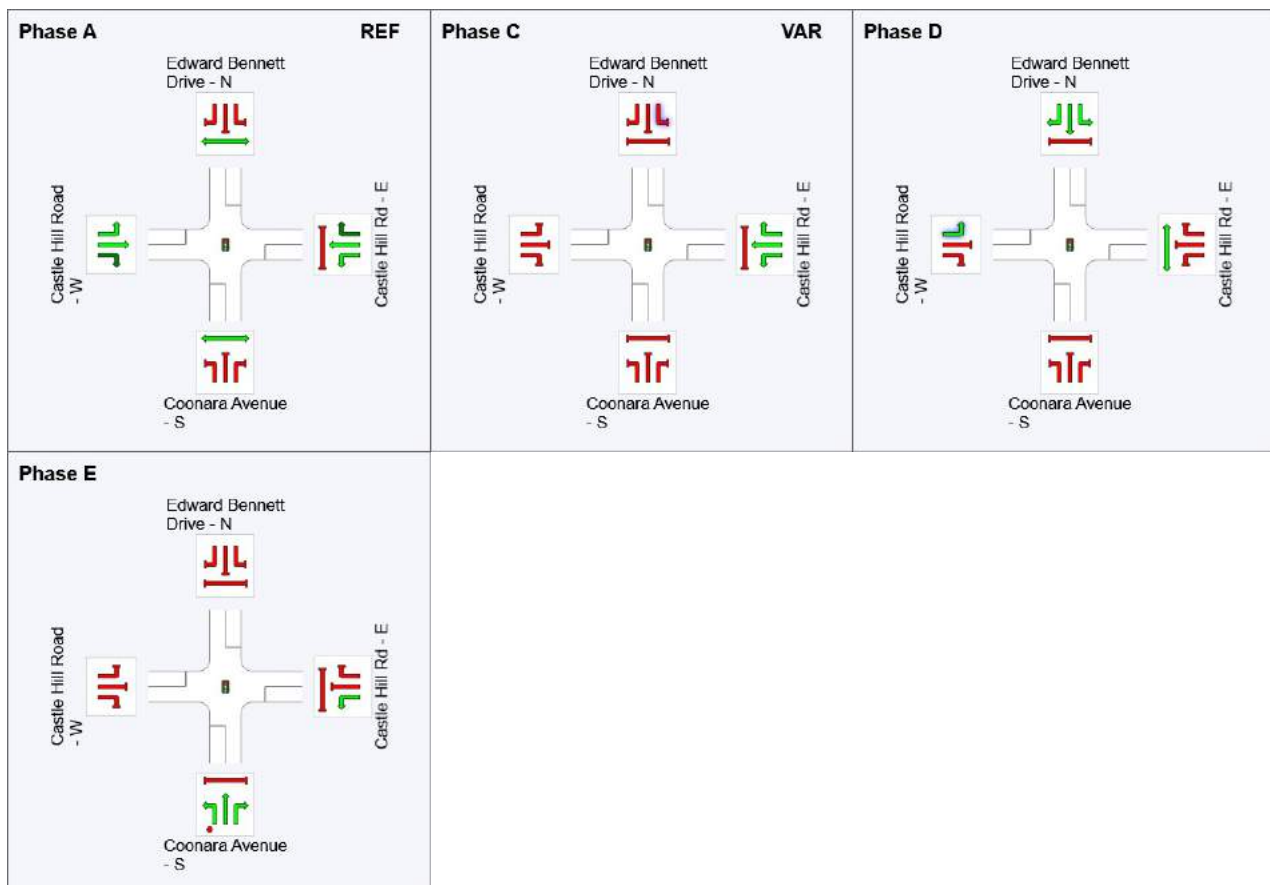 Phase A
REF
Edward Bennett
Drive - N
Castle Hill Road
- W
Castle Hill Rd - E
Coonara Avenue
- S
Phase C
VAR
Edward Bennett
Drive - N
Castle Hill Road
- W
Castle Hill Rd - E
Coonara Avenue
- S
Phase D
Edward Bennett
Drive - N
Castle Hill Road
- W
Castle Hill Rd - E
Coonara Avenue
- S
Phase E
Edward Bennett
Drive - N
Castle Hill Road
- W
Castle Hill Rd - E
Coonara Avenue
- S